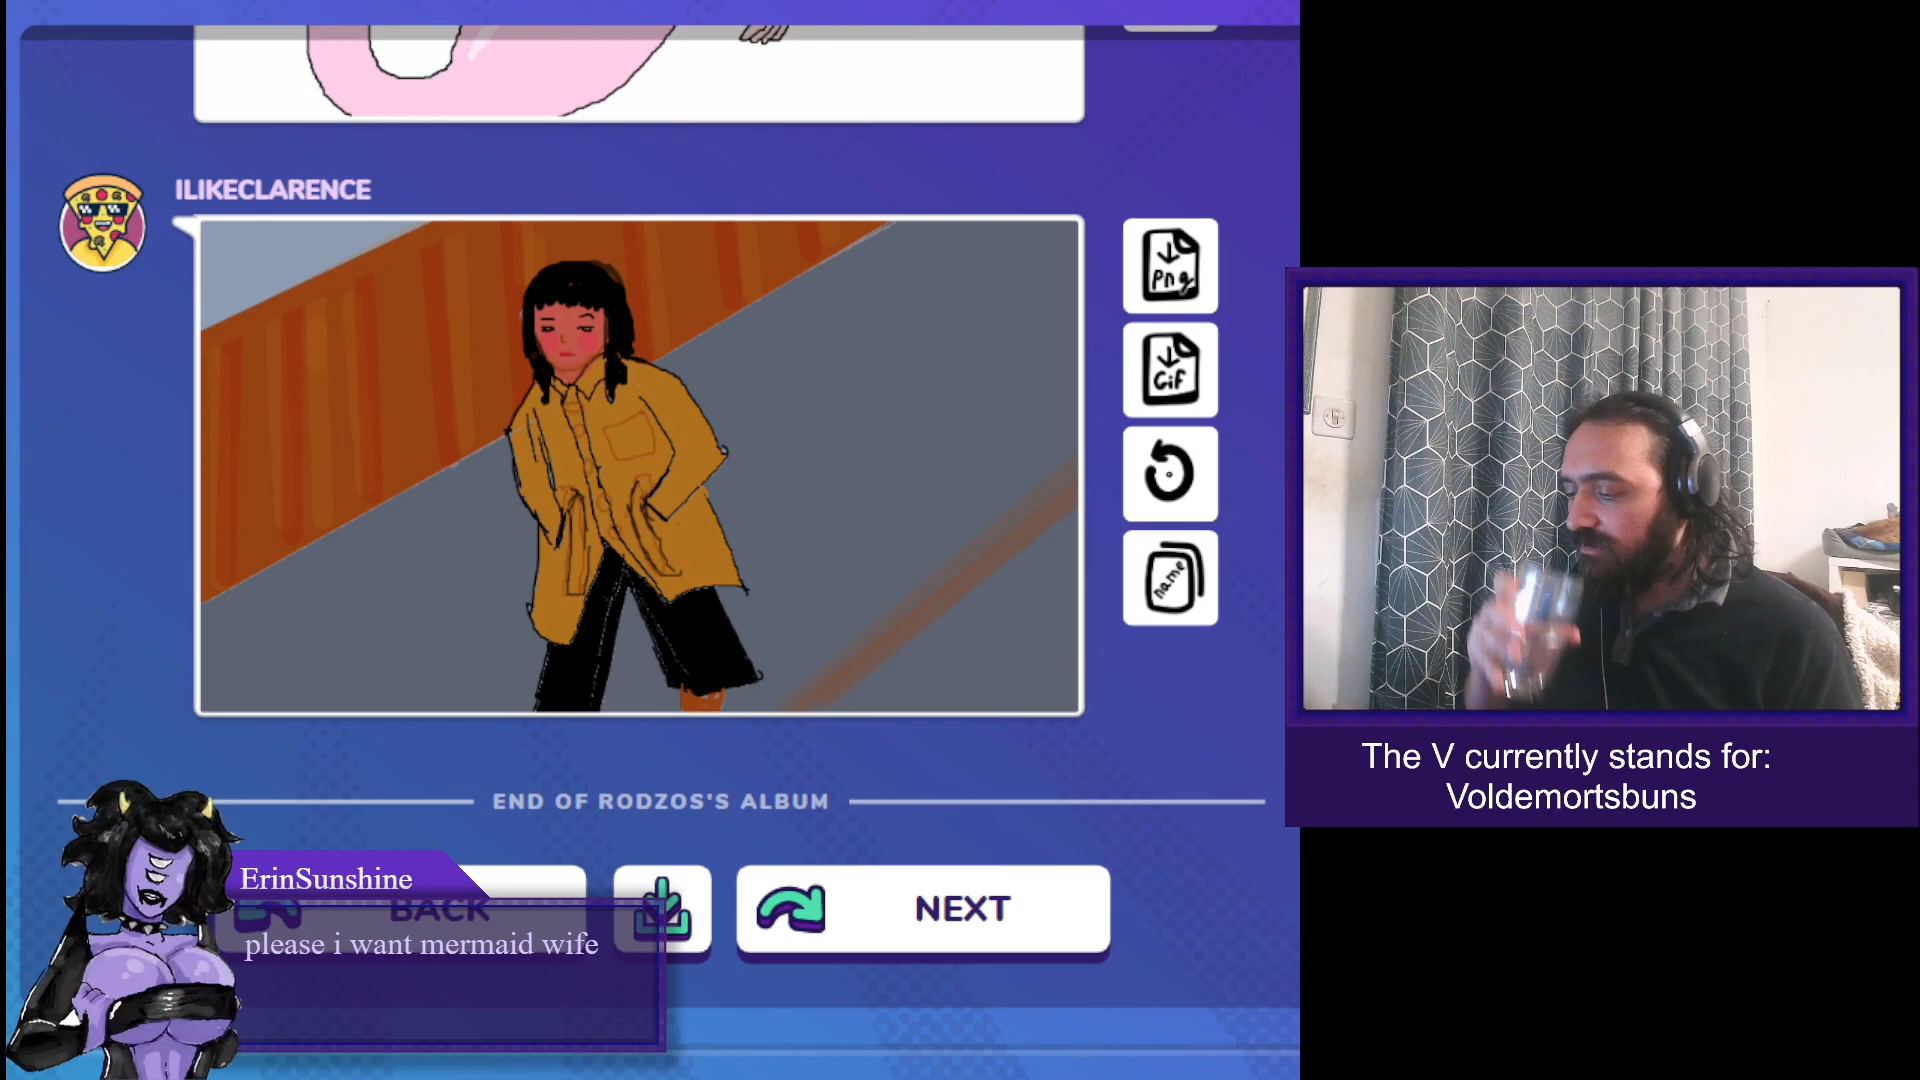 ILIKECLARENCE
Png
Gif
name
END OF RODZOS'S ALBUM
ErinSunshine
BACK
NEXT
please i want mermaid wife
The V currently stands for:
Voldemortsbuns